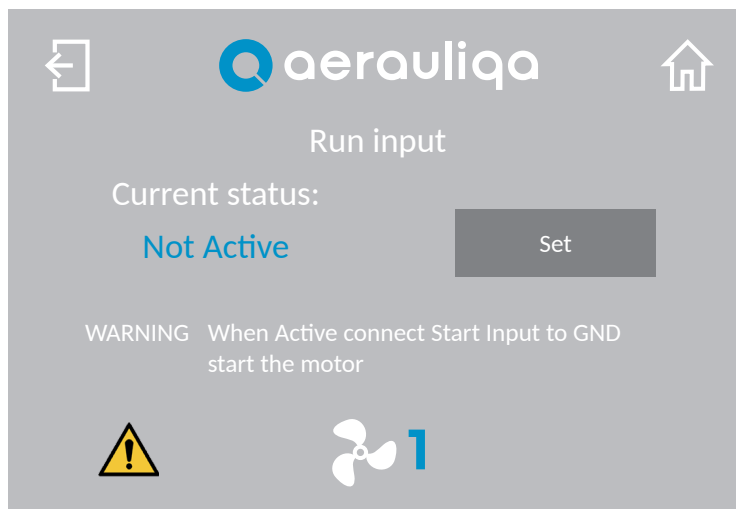 aerauliqa
Run input
Current status:
Not Active
Set
WARNING When Active connect Start Input to GND
start the motor
1